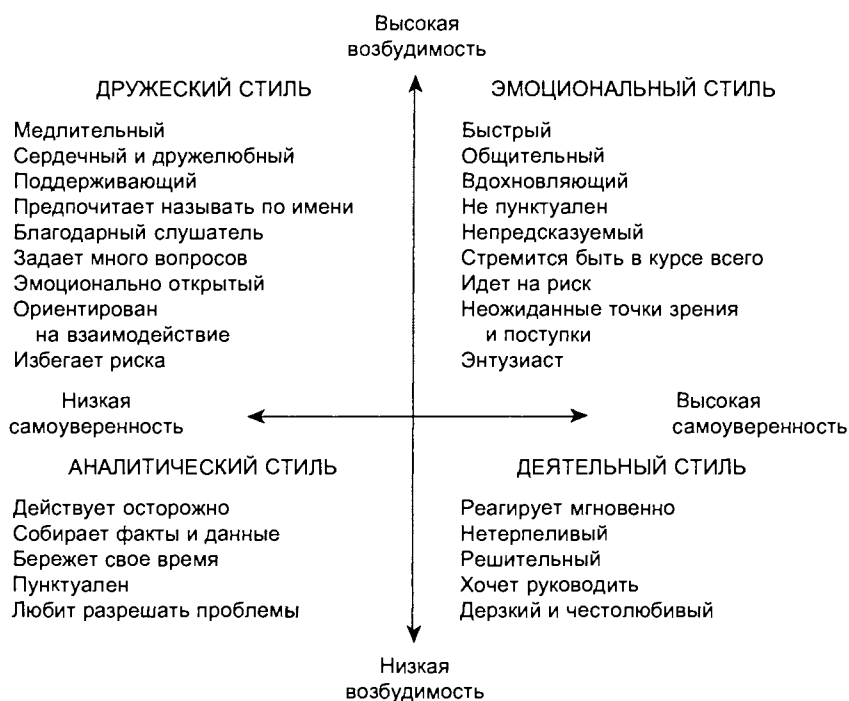 Высокая
возбудимость
ДРУЖЕСКИЙ СТИЛЬ
Медлительный
Сердечный и дружелюбный
Поддерживающий
Предпочитает называть по имени
Благодарный слушатель
Задает много вопросов
Эмоционально открытый
Ориентирован
на взаимодействие
Избегает риска
ЭМОЦИОНАЛЬНЫЙ СТИЛЬ
Быстрый
Общительный
Вдохновляющий
Не пунктуален
Непредсказуемый
Стремится быть в курсе всего
Идет на риск
Неожиданные точки зрения
и поступки
Энтузиаст
Низкая
самоуверенность
Высокая
самоуверенность
АНАЛИТИЧЕСКИЙ СТИЛЬ
Действует осторожно
Собирает факты и данные
Бережет свое время
Пунктуален
Любит разрешать проблемы
ДЕЯТЕЛЬНЫЙ СТИЛЬ
Реагирует мгновенно
Нетерпеливый
Решительный
Хочет руководить
Дерзкий и честолюбивый
Низкая
возбудимость